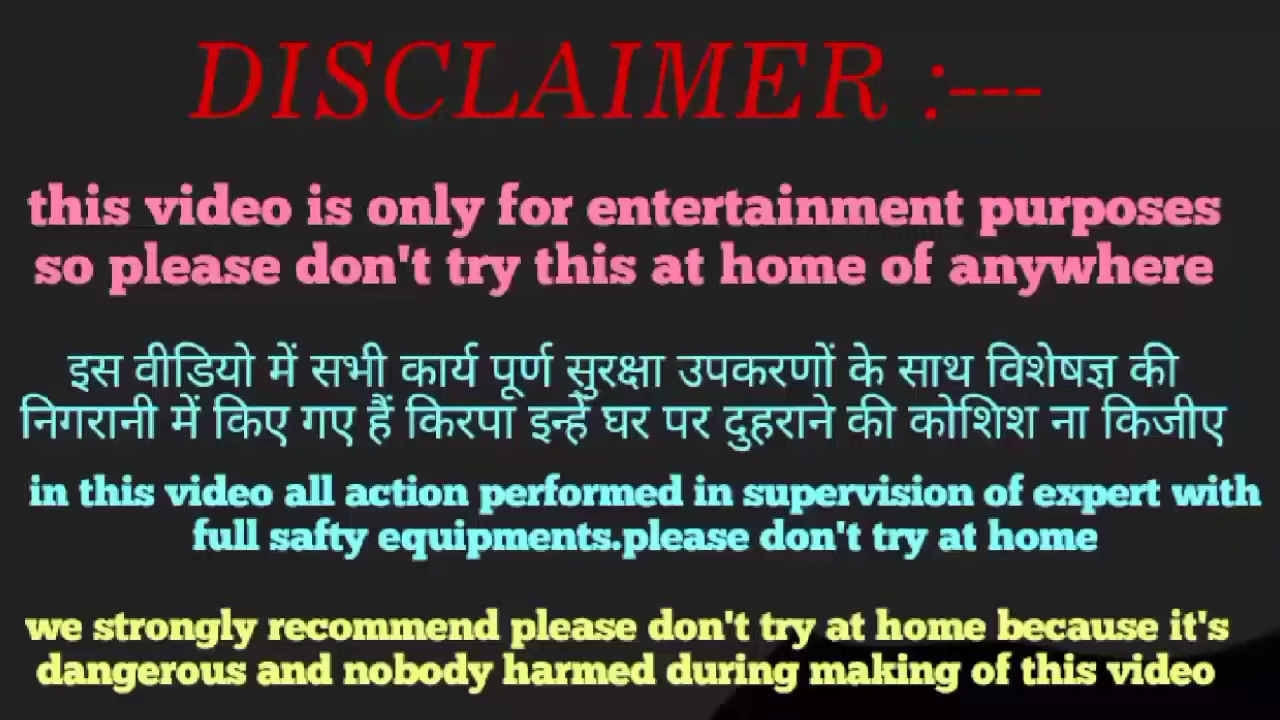 DISCLAIMER :---
this video is only for entertainment purposes
so please don't try this at home of anywhere
इस वीडियो में सभी कार्य पूर्ण सुरक्षा उपकरणों के साथ विशेषज्ञ की
निगरानी में किए गए हैं किरपा इन्हें घर पर दुहराने की कोशिश ना किजीए
in this video all action performed in supervision of expert with
full safty equipments.please don't try at home
we strongly recommend please don't try at home because it's
dangerous and nobody harmed during making of this video